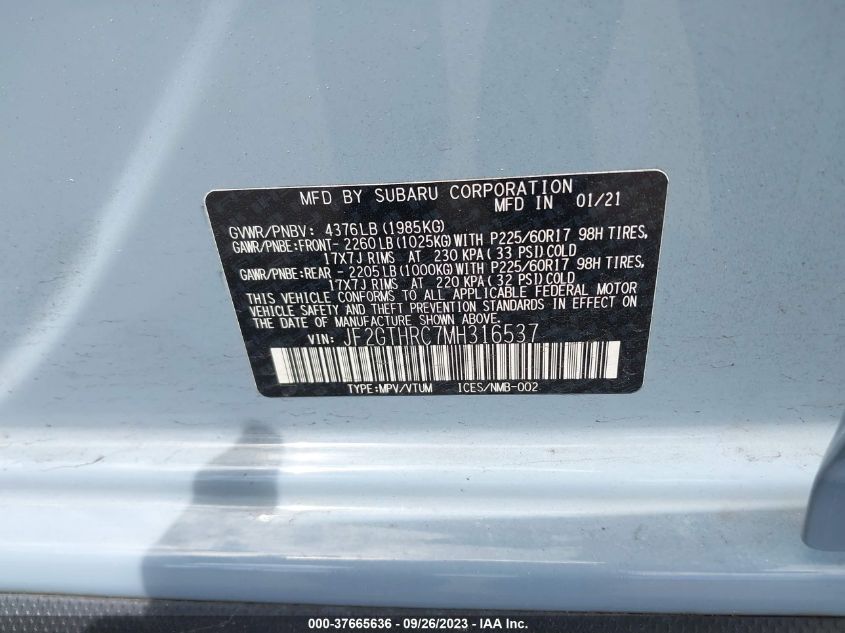 MFD BY SUBARU CORPORATION
MFD IN 01/21
GVWR/PNBV: 4376LB(1985KG)
GAWR/PNBE:FRONT- 2260LB(1025KG)WITH P225/60R17 98H TIRES,
17X7J RIMS AT 230 KPA( 33 PSI)COLD
GAWR/PNBE:REAR - 2205LB(1000KG)WITH P225/60R17 98H TIRES,
17X7J RIMS AT 220 KPA( 32 PSI)COLD
THIS VEHICLE CONFORMS TO ALL APPLICABLE FEDERAL MOTOR
VEHICLE SAFETY AND THEFT PREVENTION STANDARDS IN EFFECT ON
THE DATE OF MANUFACTURE SHOWN ABOVE.
VIN: JF2GTHRC7MH316537
TYPE:MPV/VTUM ICES/NMB-002
000-37665636 - 09/26/2023 - IAA Inc.